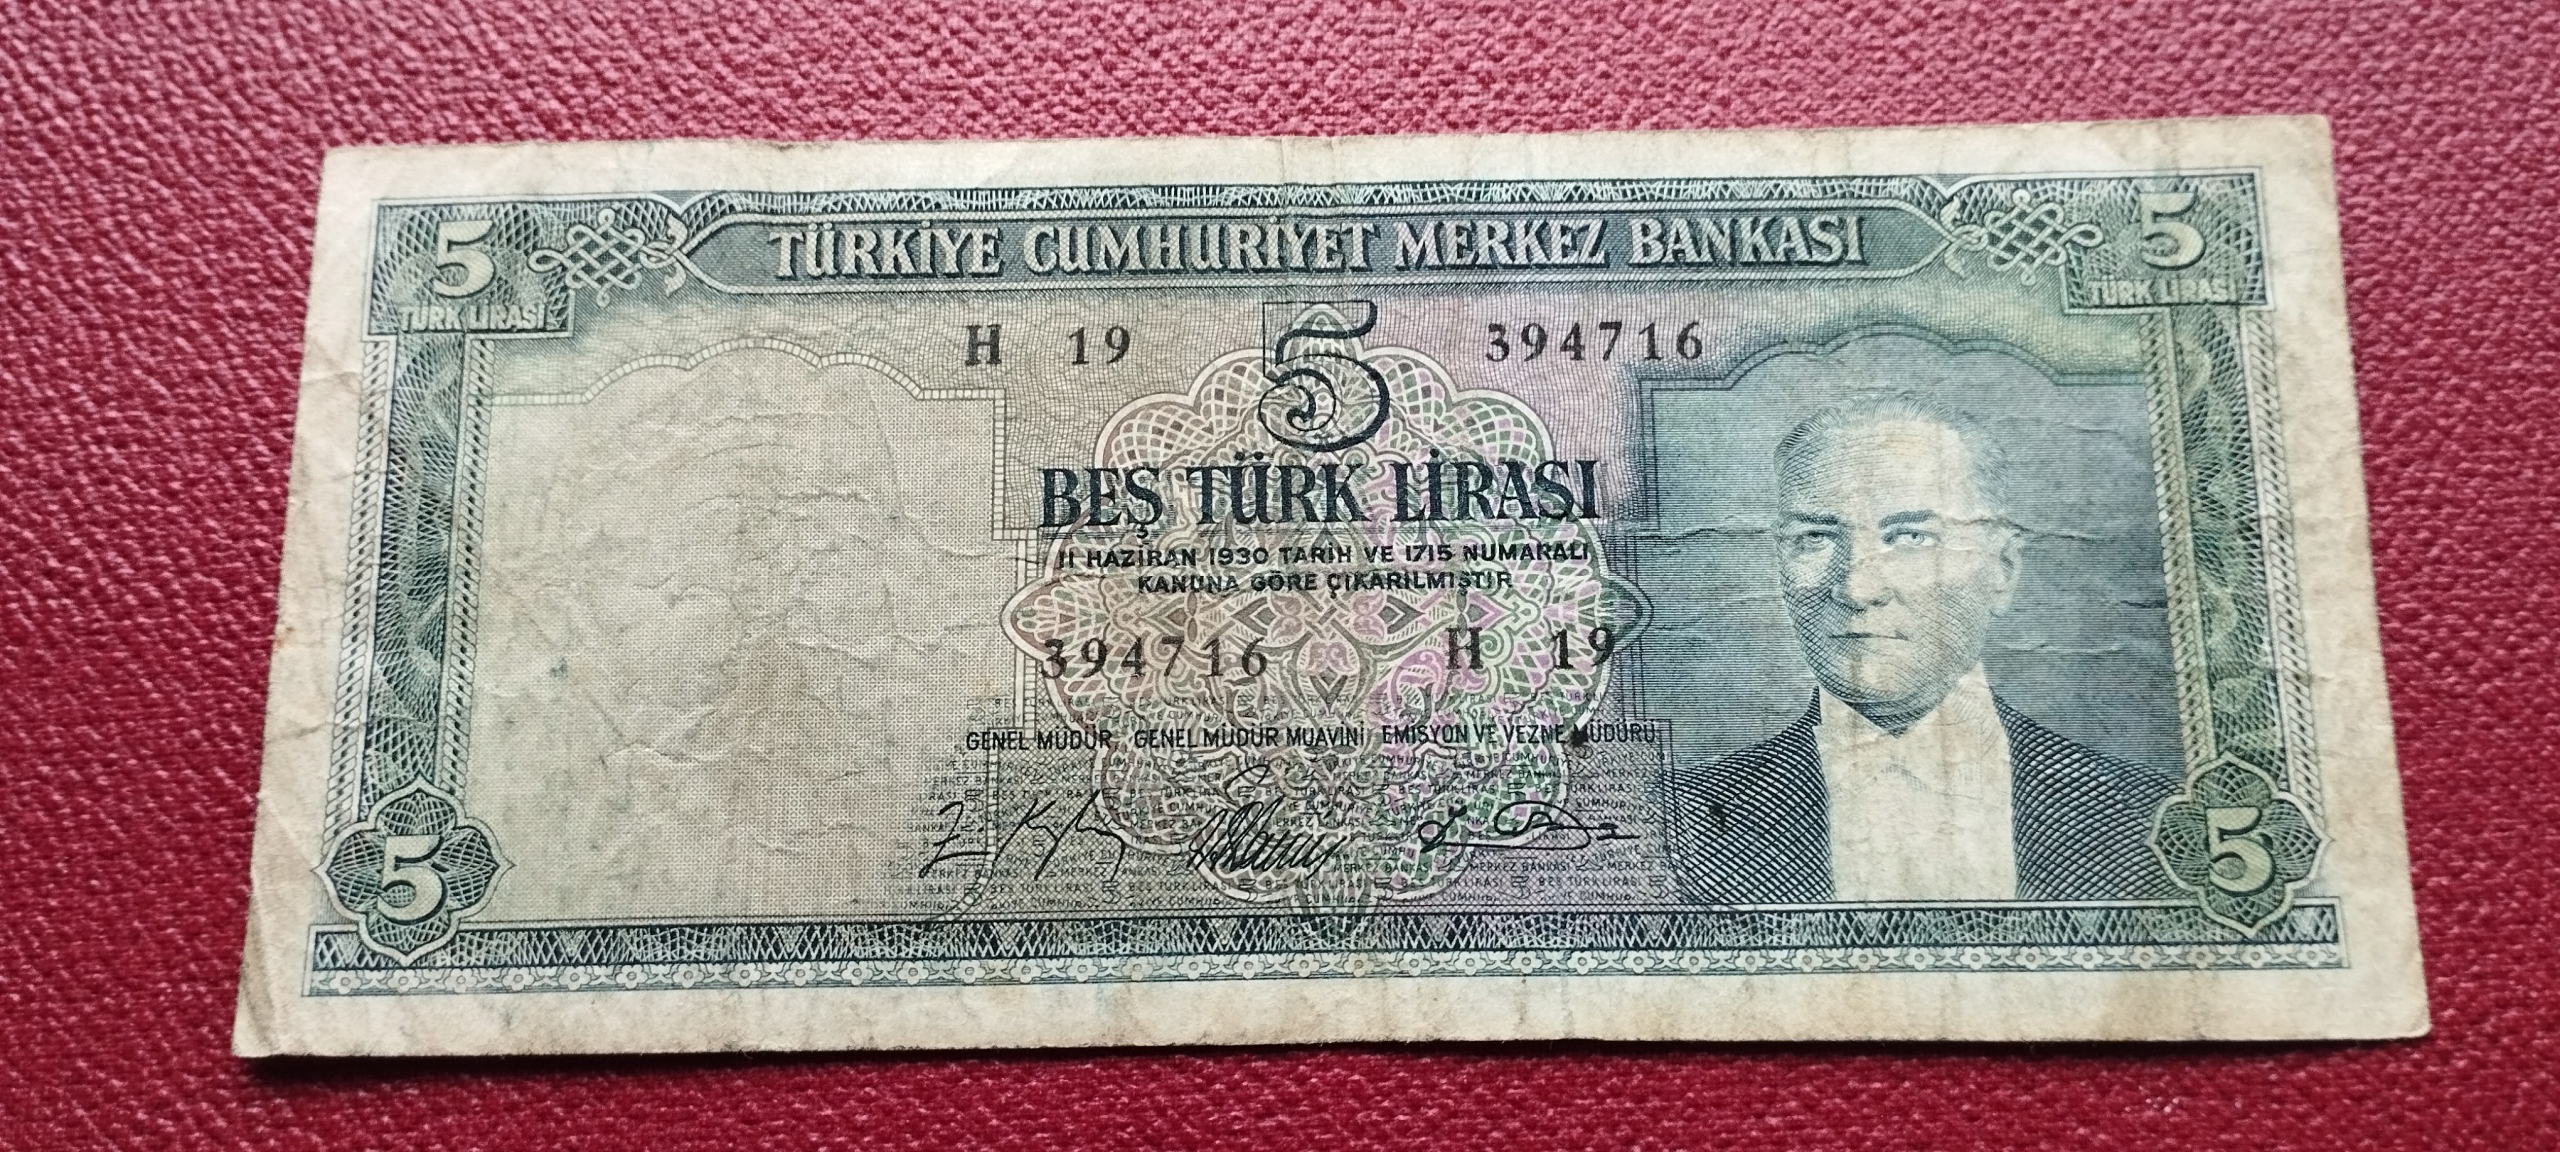 TÜRKİYE CUMHURİYET MERKEZ BANKASI
5
TÜRK LİRASI
5
TÜRK LİRASI
H 19
5
394716
BEŞ TÜRK LİRASI
11 HAZİRAN 1930 TARİH VE 1715 NUMARALI
KANUNA GÖRE ÇIKARILMIŞTIR
394716
H 19
GENEL MÜDÜR, GENEL MÜDÜR MUAVİNİ, EMİSYON VE VEZNE MÜDÜRÜ
5
5